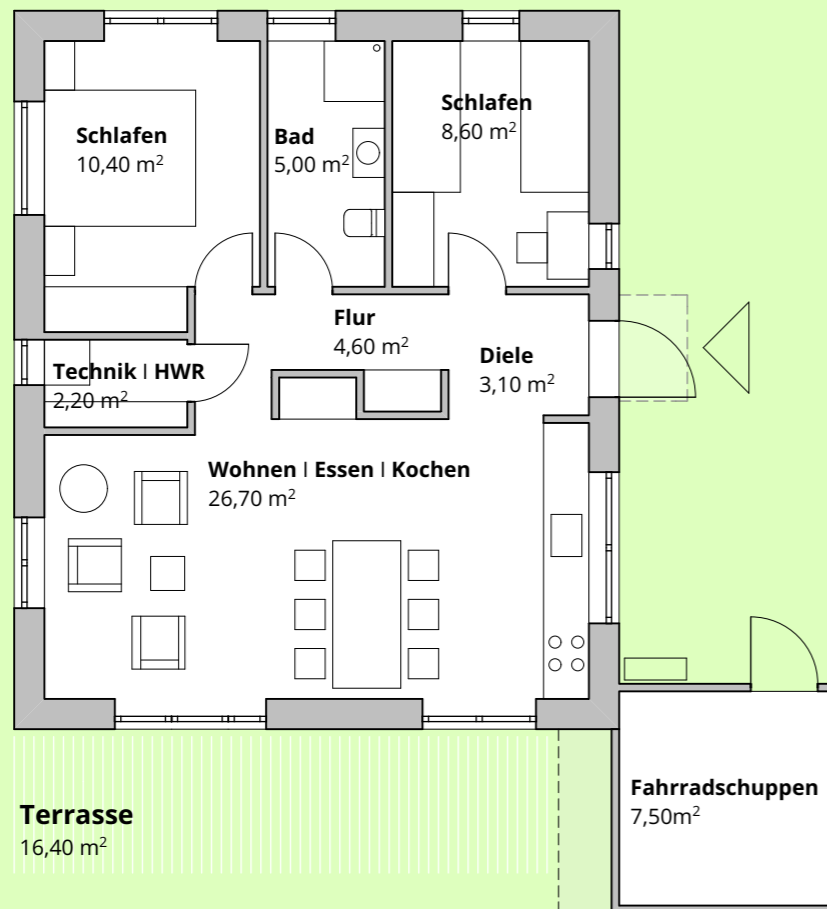 Schlafen
10,40 m²
Bad
5,00 m²
Schlafen
8,60 m²
Flur
4,60 m²
Diele
3,10 m²
Technik | HWR
2,20 m²
Wohnen | Essen | Kochen
26,70 m²
Terrasse
16,40 m²
Fahrradschuppen
7,50m²